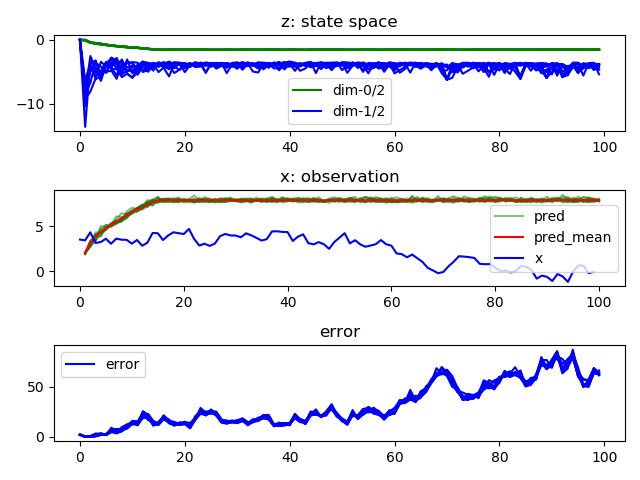 z: state space
0
−10
dim-0/2
dim-1/2
0 20 40 60 80 100
x: observation
5
0
pred
pred_mean
x
0 20 40 60 80 100
error
50
0
error
0 20 40 60 80 100